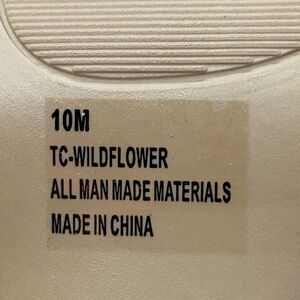 10M
TC-WILDFLOWER
ALL MAN MADE MATERIALS
MADE IN CHINA